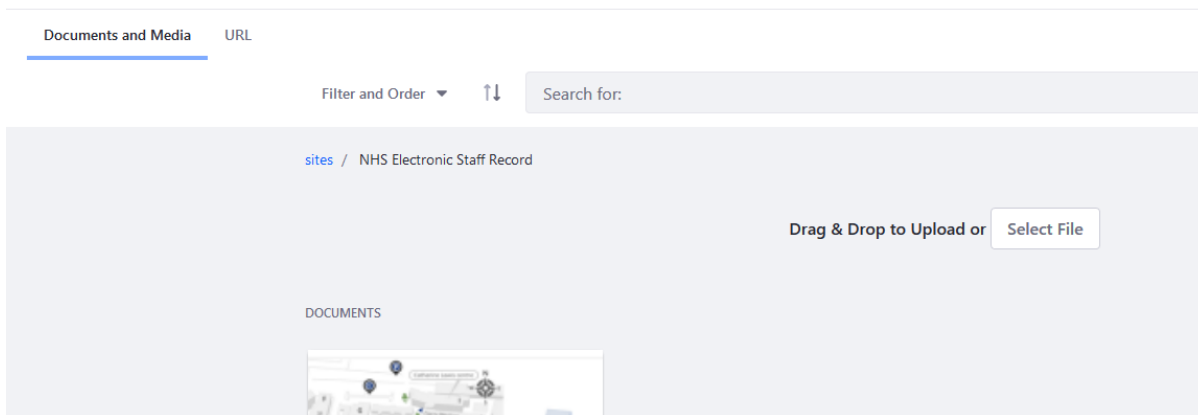 Documents and Media URL
Filter and Order Search for:
sites / NHS Electronic Staff Record
Drag & Drop to Upload or Select File
DOCUMENTS
N